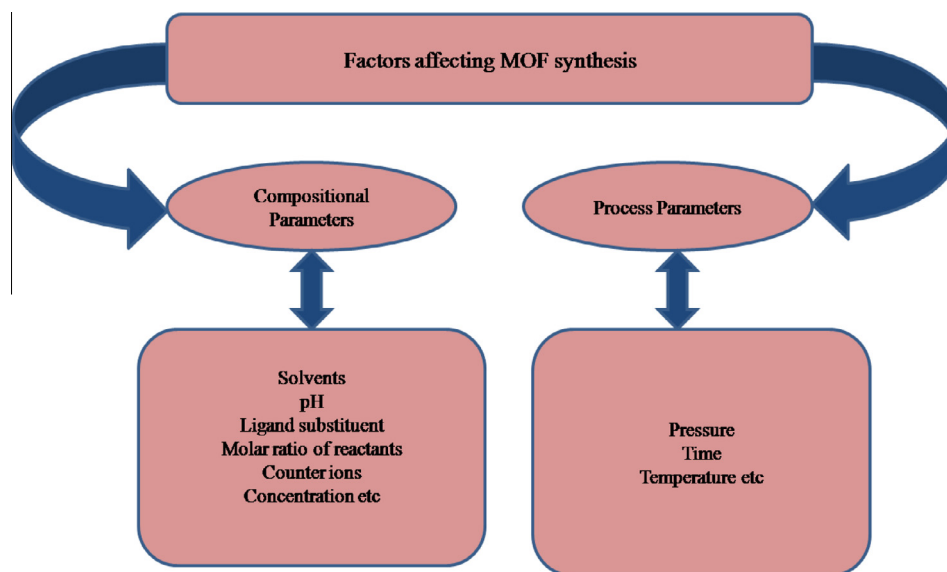 Factors affecting MOF synthesis
Compositional
Parameters
Process Parameters
Solvents
pH
Ligand substituent
Molar ratio of reactants
Counter ions
Concentration etc
Pressure
Time
Temperature etc